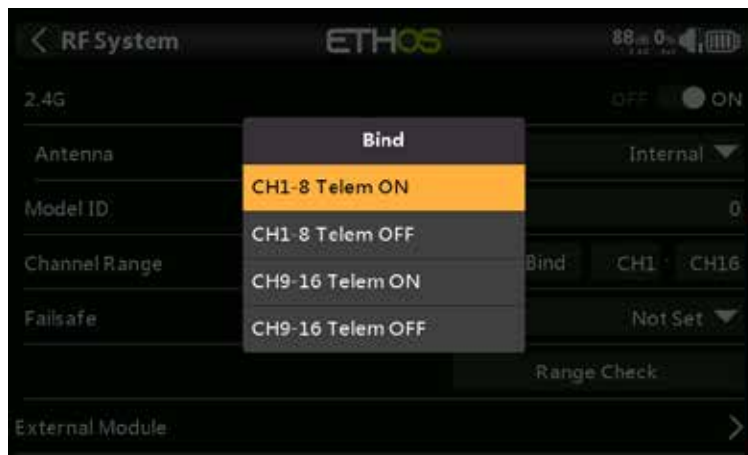 RF System ETHOS 88 0
2.4G OFF ON
Bind
Antenna Internal
CH1-8 Telem ON
Model ID 0
CH1-8 Telem OFF
Channel Range Bind CH1 CH16
CH9-16 Telem ON
Failsafe Not Set
CH9-16 Telem OFF
Range Check
External Module